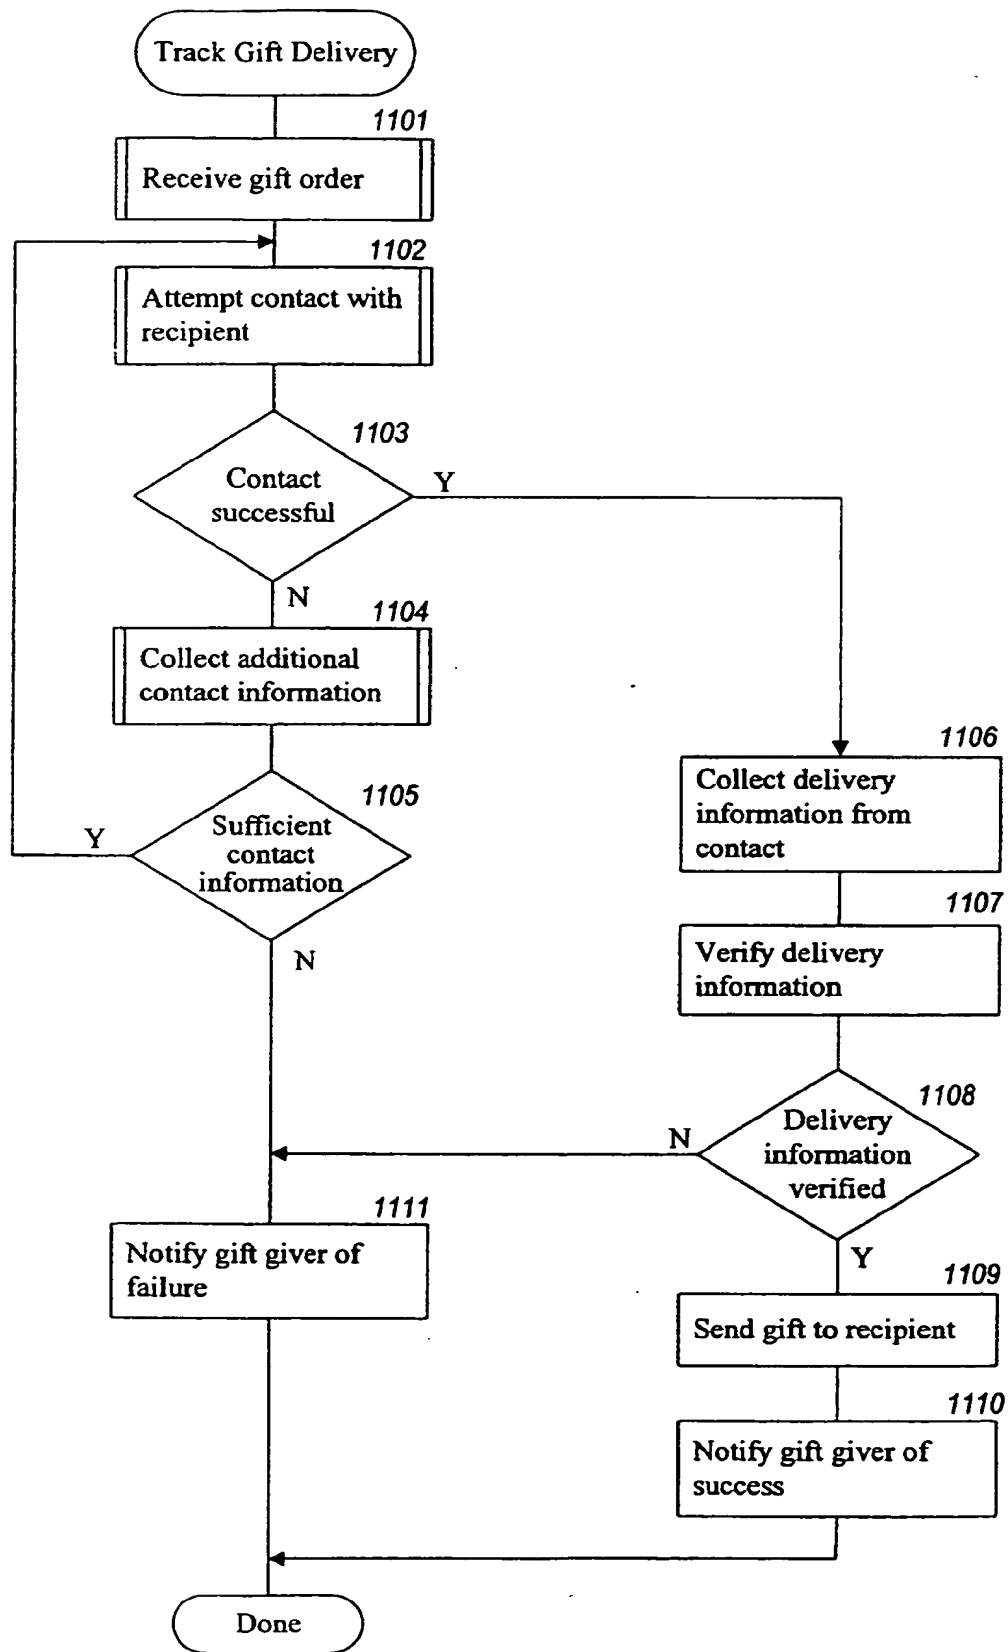 Track Gift Delivery
1101
Receive gift order
1102
Attempt contact with
recipient
1103
Contact
successful
Y
N
1104
Collect additional
contact information
1105
Sufficient
contact
information
Y
N
1106
Collect delivery
information from
contact
1107
Verify delivery
information
1108
Delivery
information
verified
N
Y
1111
Notify gift giver of
failure
1109
Send gift to recipient
1110
Notify gift giver of
success
Done